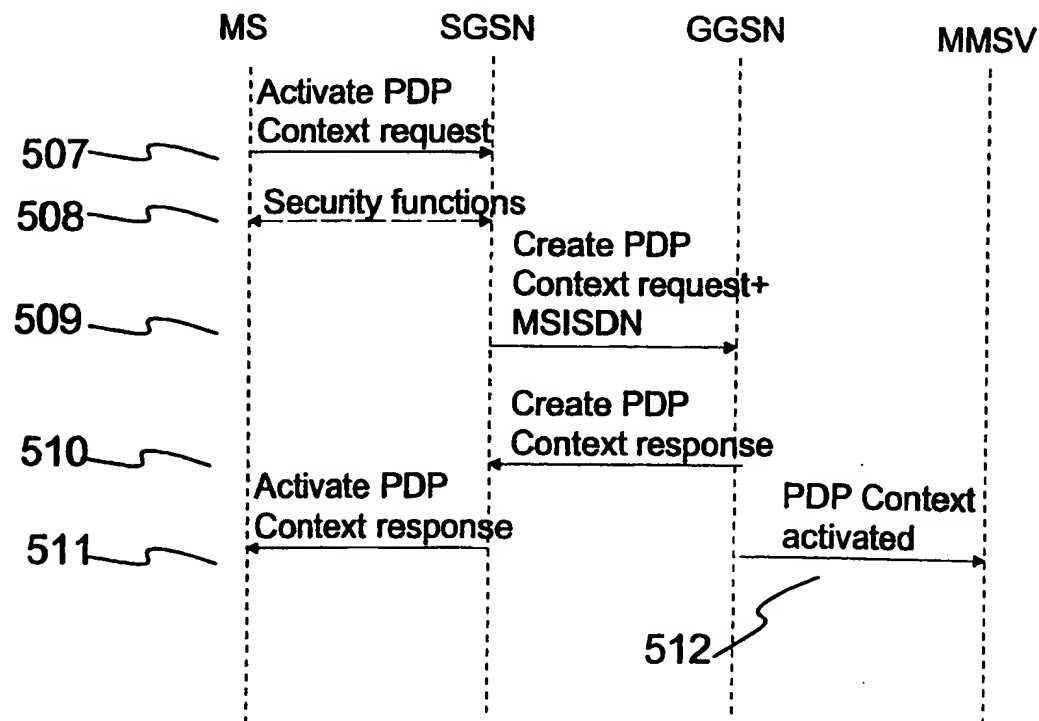 MS SGSN GGSN MMSV
Activate PDP
Context request
507
508
Security functions
Create PDP
Context request+
MSISDN
509
Create PDP
Context response
510
Activate PDP
Context response
511
PDP Context
activated
512